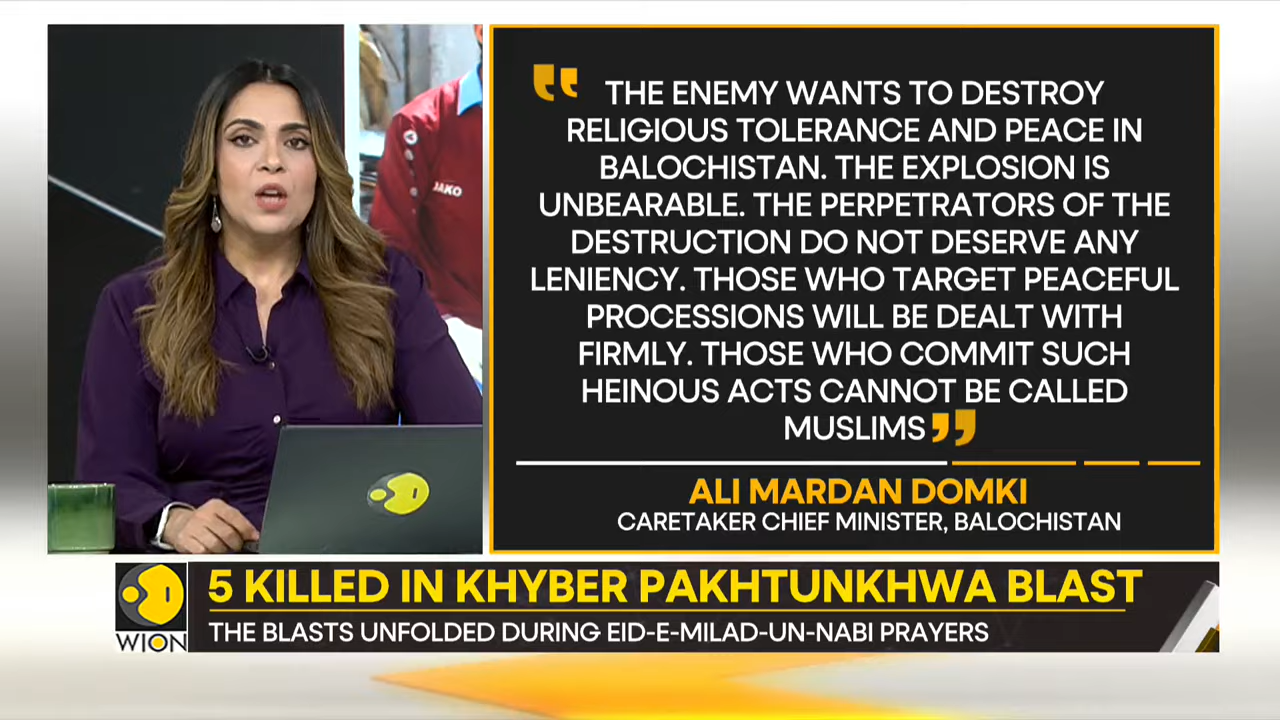 JAKO
THE ENEMY WANTS TO DESTROY
RELIGIOUS TOLERANCE AND PEACE IN
BALOCHISTAN. THE EXPLOSION IS
UNBEARABLE. THE PERPETRATORS OF THE
DESTRUCTION DO NOT DESERVE ANY
LENIENCY. THOSE WHO TARGET PEACEFUL
PROCESSIONS WILL BE DEALT WITH
FIRMLY. THOSE WHO COMMIT SUCH
HEINOUS ACTS CANNOT BE CALLED
MUSLIMS
ALI MARDAN DOMKI
CARETAKER CHIEF MINISTER, BALOCHISTAN
WION
5 KILLED IN KHYBER PAKHTUNKHWA BLAST
THE BLASTS UNFOLDED DURING EID-E-MILAD-UN-NABI PRAYERS